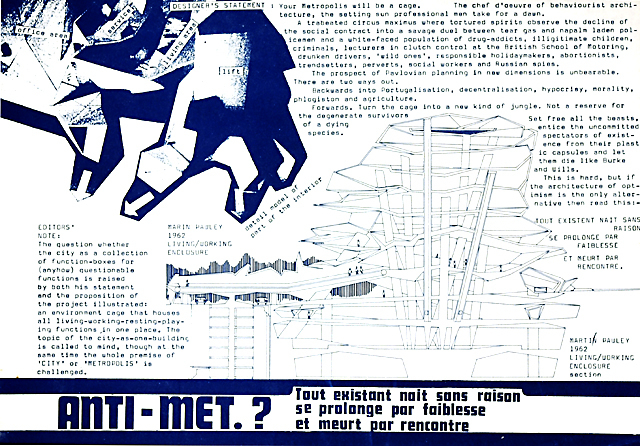 DESIGNER'S STATEMENT : Your Metropolis will be a cage. The chef d'oeuvre of behaviourist archi-
tecture, the setting sun professional men take for a dawn.
A trabeated circus maximus where tortured spirits observe the decline of
the social contract into a savage duel between tear gas and napalm laden pol-
icemen and a white-faced population of drug-addicts, illigitimate children,
criminals, lecturers in clutch control at the British School of Motoring,
drunken drivers, 'wild ones', responsible holidaymakers, abortionists,
trendsetters, perverts, social workers and Russian spies.
The prospect of Pavlovian planning in new dimensions is unbearable.
There are two ways out.
Backwards into Portugalisation, decentralisation, hypocrisy, morality,
phlogiston and agriculture.
Forwards. Turn the cage into a new kind of jungle. Not a reserve for
the degenerate survivors
of a dying
species.
Set free all the beasts,
entice the uncommitted
spectators of exist-
ence from their plast
ic capsules and let
them die like Burke
and Wills.
This is hard, but if
the architecture of opt-
imism is the only alter-
native then read this:-
TOUT EXISTENT NAIT SANS
RAISON
SE PROLONGE PAR
FAIBLESSE
ET MEURT PAR
RENCONTRE.
office area
services
living area
lift
detail model of
part of the interior
EDITORS'
NOTE:
The question whether
the city as a collection
of function-boxes for
(anyhow) questionable
functions is raised
by both his statement
and the proposition of
the project illustrated:
an environment cage that houses
all living-working-resting-play-
ing functions in one place. The
topic of the city-as-one-building
is called to mind, though at the
same time the whole premise of
'CITY' or 'METROPOLIS' is
challenged.
MARIN PAULEY
1962
LIVING/WORKING
ENCLOSURE
MARTIN PAULEY
1962
LIVING/WORKING
ENCLOSURE
section
ANTI-MET.?
Tout existant nait sans raison
se prolonge par faiblesse
et meurt par rencontre